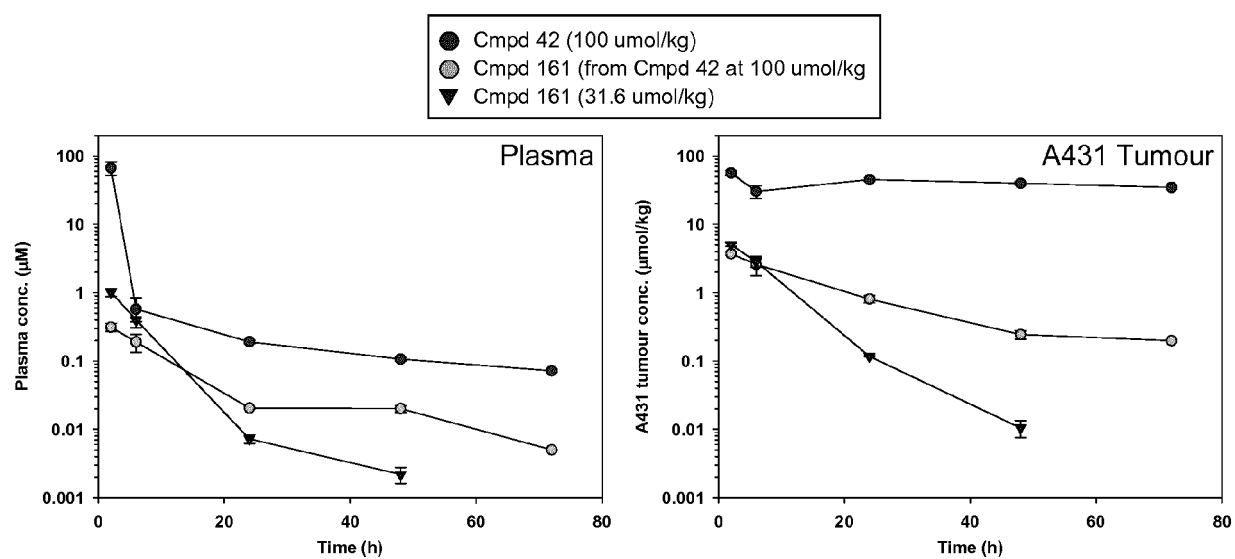 Cmpd 42 (100 umol/kg)
Cmpd 161 (from Cmpd 42 at 100 umol/kg
Cmpd 161 (31.6 umol/kg)
Plasma
100
10
1
0.1
0.01
0.001
Plasma conc. (μM)
0 20 40 60 80
Time (h)
A431 Tumour
100
10
1
0.1
0.01
0.001
A431 tumour conc. (μmol/kg)
0 20 40 60 80
Time (h)